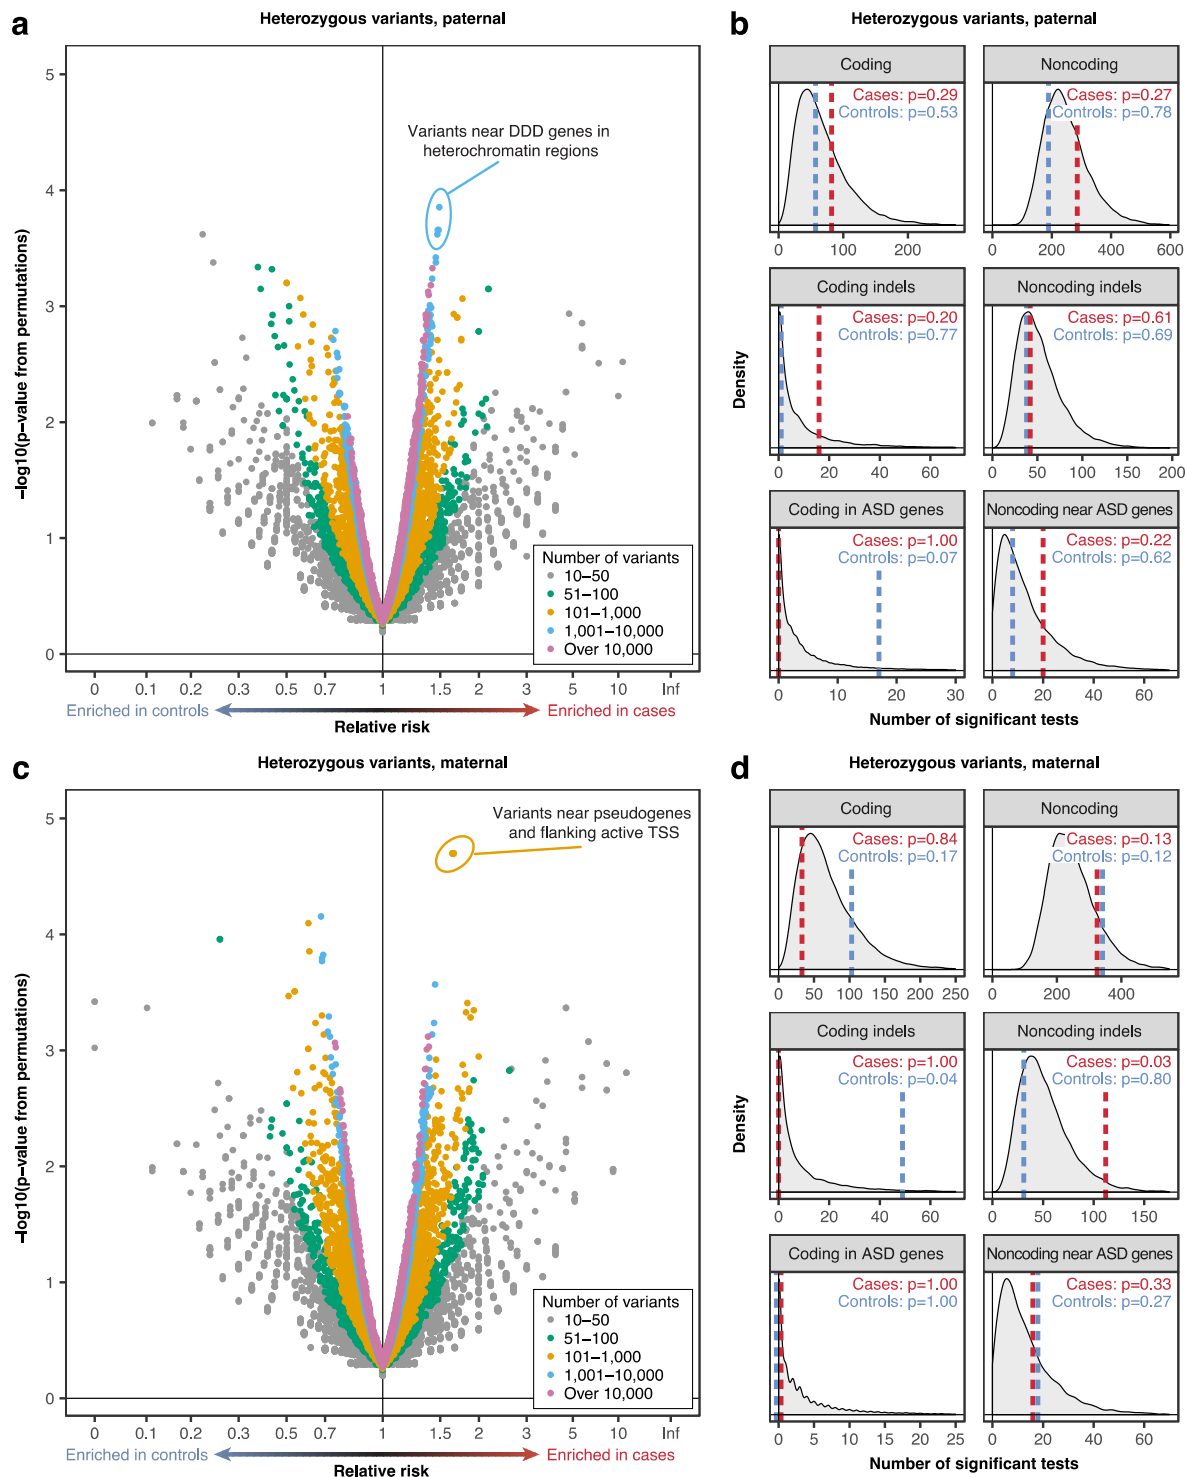 a
Heterozygous variants, paternal
−log10(p−value from permutations)
5
4
3
2
1
0
Variants near DDD genes in
heterochromatin regions
Number of variants
10−50
51−100
101−1,000
1,001−10,000
Over 10,000
0 0.1 0.2 0.3 0.5 0.7 1 1.5 2 3 5 10 Inf
Enriched in controls
Enriched in cases
Relative risk
b
Heterozygous variants, paternal
Density
Coding
Cases: p=0.29
Controls: p=0.53
0 100 200
Noncoding
Cases: p=0.27
Controls: p=0.78
0 200 400 600
Coding indels
Cases: p=0.20
Controls: p=0.77
0 20 40 60
Noncoding indels
Cases: p=0.61
Controls: p=0.69
0 50 100 150 200
Coding in ASD genes
Cases: p=1.00
Controls: p=0.07
0 10 20 30
Noncoding near ASD genes
Cases: p=0.22
Controls: p=0.62
0 20 40 60
Number of significant tests
c
Heterozygous variants, maternal
−log10(p−value from permutations)
5
4
3
2
1
0
Variants near pseudogenes
and flanking active TSS
Number of variants
10−50
51−100
101−1,000
1,001−10,000
Over 10,000
0 0.1 0.2 0.3 0.5 0.7 1 1.5 2 3 5 10 Inf
Enriched in controls
Enriched in cases
Relative risk
d
Heterozygous variants, maternal
Density
Coding
Cases: p=0.84
Controls: p=0.17
0 50 100 150 200 250
Noncoding
Cases: p=0.13
Controls: p=0.12
0 200 400
Coding indels
Cases: p=1.00
Controls: p=0.04
0 20 40 60
Noncoding indels
Cases: p=0.03
Controls: p=0.80
0 50 100 150
Coding in ASD genes
Cases: p=1.00
Controls: p=1.00
0 5 10 15 20 25
Noncoding near ASD genes
Cases: p=0.33
Controls: p=0.27
0 20 40 60
Number of significant tests